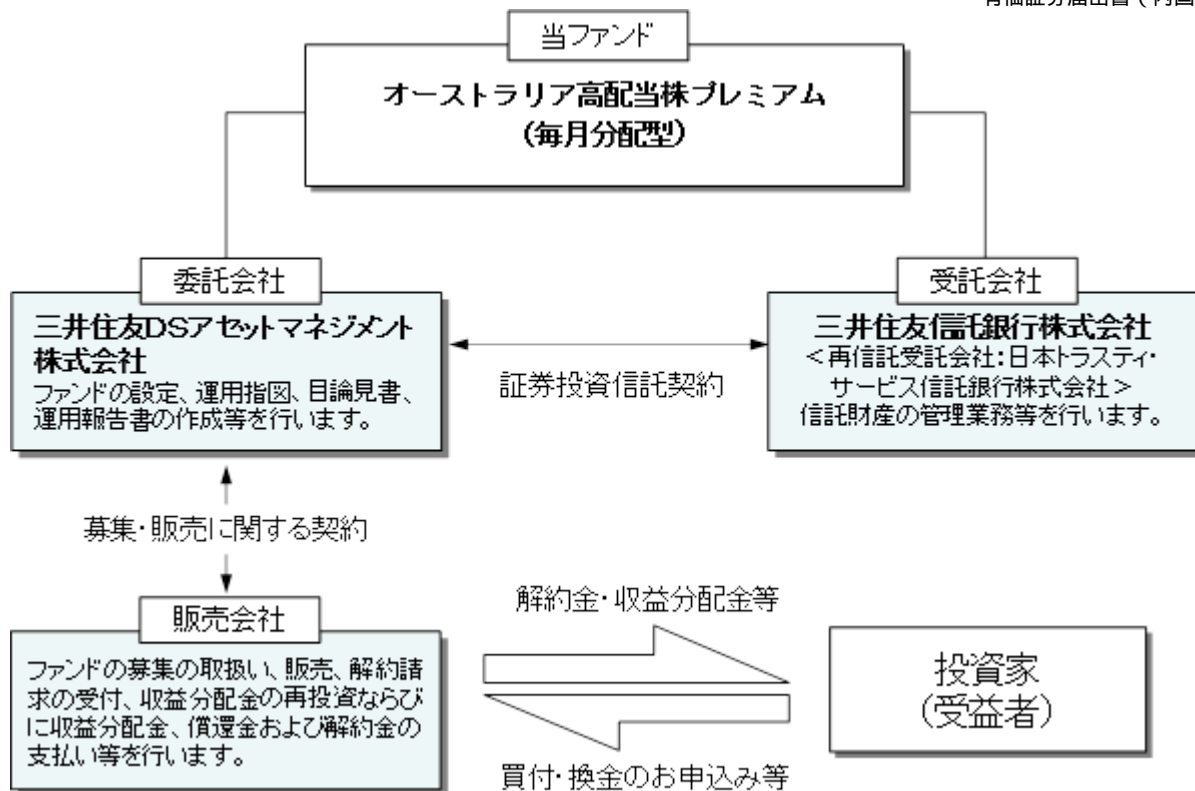 有価証券届出書(内国
当ファンド
オーストラリア高配当株プレミアム
(毎月分配型)
委託会社
三井住友DSアセットマネジメント
株式会社
ファンドの設定、運用指図、目論見書、
運用報告書の作成等を行います。
証券投資信託契約
受託会社
三井住友信託銀行株式会社
<再信託受託会社:日本トラスティ・
サービス信託銀行株式会社>
信託財産の管理業務等を行います。
募集・販売に関する契約
販売会社
ファンドの募集の取扱い、販売、解約請
求の受付、収益分配金の再投資ならび
に収益分配金、償還金および解約金の
支払い等を行います。
解約金・収益分配金等
買付・換金のお申込み等
投資家
(受益者)